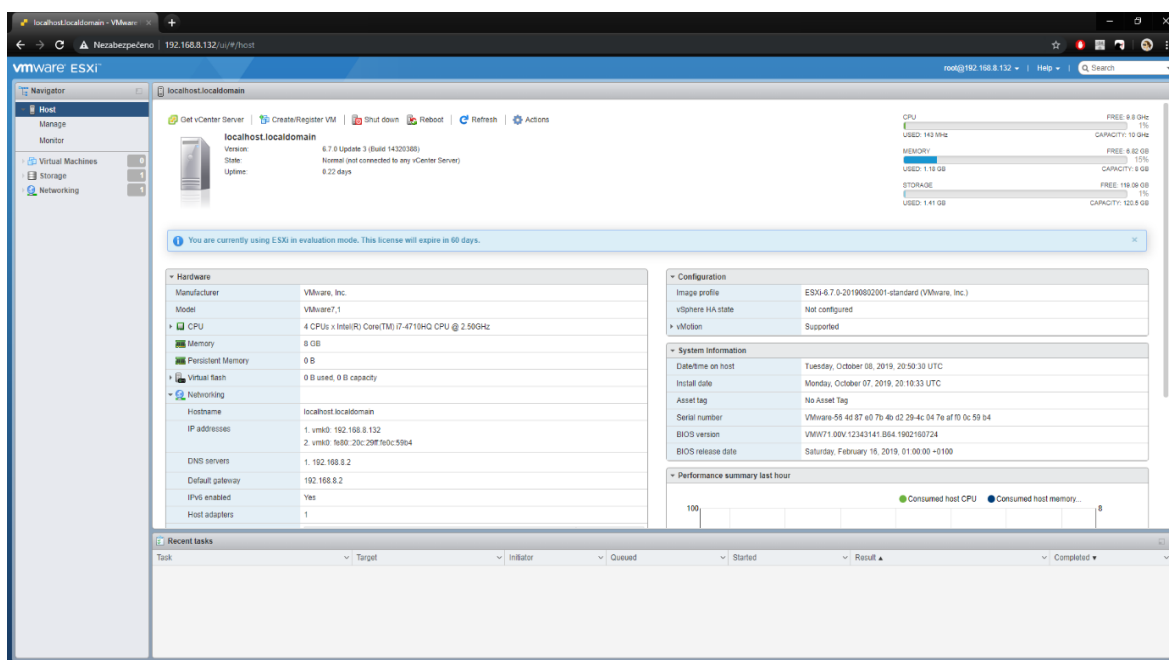 localhost.localdomain - VMware
Nezabezpečeno | 192.168.8.132/ui/#/host
vmware ESXi™
root@192.168.8.132 | Help | Search
Navigator
localhost.localdomain
Host
Manage
Monitor
Virtual Machines 0
Storage 1
Networking 1
Get vCenter Server | Create/Register VM | Shut down Reboot | Refresh | Actions
localhost.localdomain
Version: 6.7.0 Update 3 (Build 14320388)
State: Normal (not connected to any vCenter Server)
Uptime: 0.22 days
CPU FREE: 9.8 GHz
1%
USED: 143 MHz CAPACITY: 10 GHz
MEMORY FREE: 6.82 GB
15%
USED: 1.18 GB CAPACITY: 8 GB
STORAGE FREE: 119.09 GB
1%
USED: 1.41 GB CAPACITY: 120.5 GB
You are currently using ESXi in evaluation mode. This license will expire in 60 days.
Hardware
Manufacturer VMware, Inc.
Model VMware7,1
CPU 4 CPUs x Intel(R) Core(TM) i7-4710HQ CPU @ 2.50GHz
Memory 8 GB
Persistent Memory 0 B
Virtual flash 0 B used, 0 B capacity
Networking
Hostname localhost.localdomain
IP addresses 1. vmk0: 192.168.8.132
2. vmk0: fe80::20c:29ff:fe0c:59b4
DNS servers 1. 192.168.8.2
Default gateway 192.168.8.2
IPv6 enabled Yes
Host adapters 1
Configuration
Image profile ESXi-6.7.0-20190802001-standard (VMware, Inc.)
vSphere HA state Not configured
vMotion Supported
System Information
Date/time on host Tuesday, October 08, 2019, 20:50:30 UTC
Install date Monday, October 07, 2019, 20:10:33 UTC
Asset tag No Asset Tag
Serial number VMware-56 4d 87 e0 7b 4b d2 29-4c 04 7e af f0 0c 59 b4
BIOS version VMW71.00V.12343141.B64.1902160724
BIOS release date Saturday, February 16, 2019, 01:00:00 +0100
Performance summary last hour
Consumed host CPU Consumed host memory...
100 8
Recent tasks
Task Target Initiator Queued Started Result ▲ Completed ▼